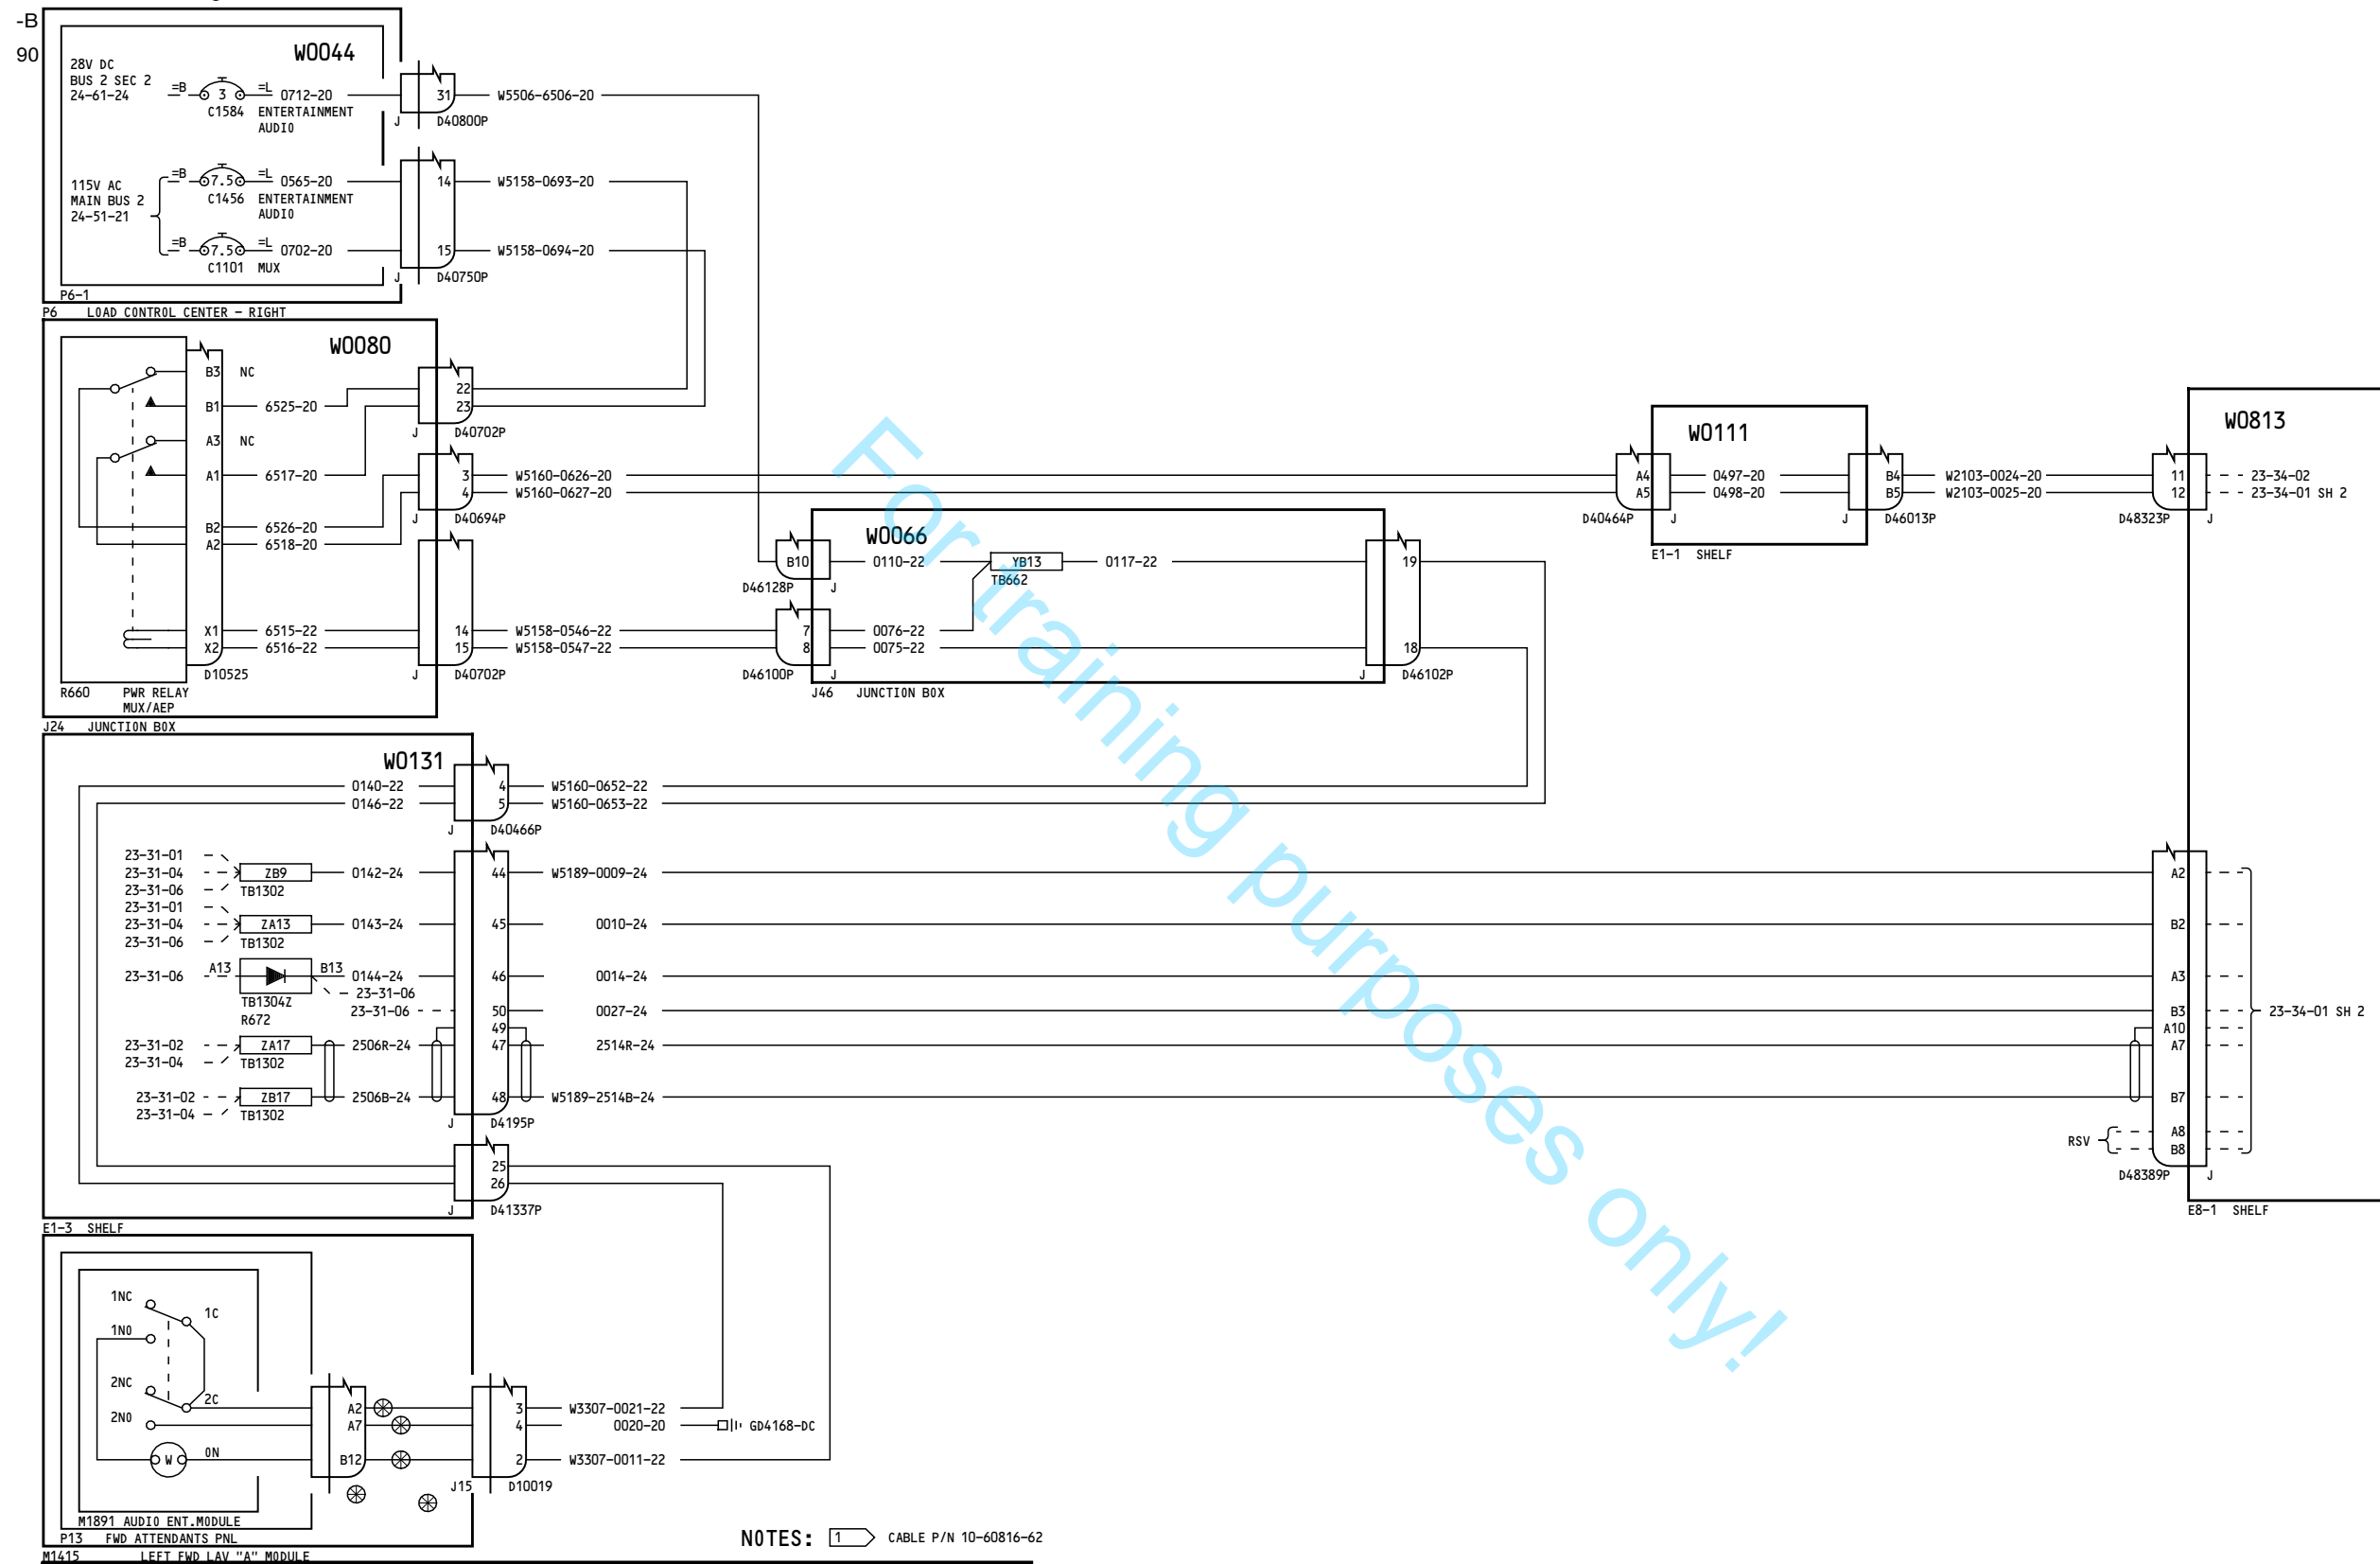 -B
90
W0044
28V DC
BUS 2 SEC 2
24-61-24
=B 3 =L 0712-20
C1584 ENTERTAINMENT
AUDIO
J 31 W5506-6506-20
D40800P
115V AC
MAIN BUS 2
24-51-21
=B 7.5 =L 0565-20
C1456 ENTERTAINMENT
AUDIO
14 W5158-0693-20
=B 7.5 =L 0702-20
C1101 MUX
15 W5158-0694-20
J D40750P
P6-1
P6 LOAD CONTROL CENTER - RIGHT
W0080
B3 NC
B1 6525-20
A3 NC
A1 6517-20
B2 6526-20
A2 6518-20
X1 6515-22
X2 6516-22
D10525
R660 PWR RELAY
MUX/AEP
J24 JUNCTION BOX
22
23
J D40702P
3 W5160-0626-20
4 W5160-0627-20
J D40694P
14 W5158-0546-22
15 W5158-0547-22
J D40702P
W0066
B10 0110-22 YB13 0117-22 19
TB662
D46128P J
7 0076-22
8 0075-22 18
D46100P J
J D46102P
J46 JUNCTION BOX
W0111
A4 0497-20 B4 W2103-0024-20
A5 0498-20 B5 W2103-0025-20
D40464P J
J D46013P
E1-1 SHELF
W0813
11 23-34-02
12 23-34-01 SH 2
D48323P J
W0131
0140-22 4 W5160-0652-22
0146-22 5 W5160-0653-22
J D40466P
23-31-01
23-31-04 ZB9 0142-24 44 W5189-0009-24 A2
23-31-06 TB1302
23-31-01
23-31-04 ZA13 0143-24 45 0010-24 B2
23-31-06 TB1302
23-31-06 A13 B13 0144-24 46 0014-24 A3
23-31-06
TB1304Z
R672
23-31-06 50 0027-24 B3
49 A10
23-31-02 ZA17 2506R-24 47 2514R-24 A7
23-31-04 TB1302
23-31-02 ZB17 2506B-24 48 W5189-2514B-24 B7
23-31-04 TB1302
J D4195P
23-34-01 SH 2
RSV A8
B8
D48389P J
E8-1 SHELF
25
26
J D41337P
E1-3 SHELF
1NC
1C
1NO
2NC
2C
2NO
W ON
A2
A7
B12
3 W3307-0021-22
4 0020-20 GD4168-DC
2 W3307-0011-22
J15 D10019
M1891 AUDIO ENT.MODULE
P13 FWD ATTENDANTS PNL
M1415 LEFT FWD LAV "A" MODULE
NOTES: 1 CABLE P/N 10-60816-62
For training purposes only!